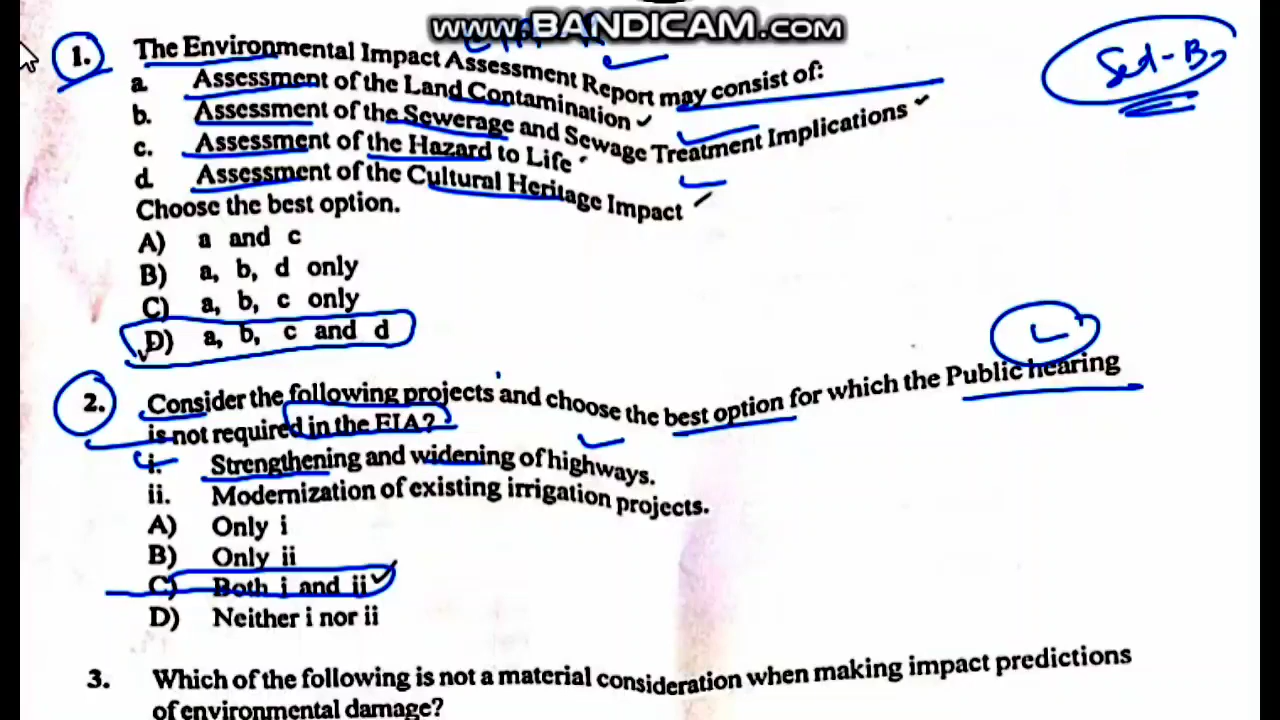 www.BANDICAM.com
1. The Environmental Impact Assessment Report may consist of:
Set-B
a. Assessment of the Land Contamination
b. Assessment of the Sewerage and Sewage Treatment Implications
c. Assessment of the Hazard to Life
d. Assessment of the Cultural Heritage Impact
Choose the best option.
A) a and c
B) a, b, d only
C) a, b, c only
D) a, b, c and d
2. Consider the following projects and choose the best option for which the Public hearing
is not required in the EIA?
i. Strengthening and widening of highways.
ii. Modernization of existing irrigation projects.
A) Only i
B) Only ii
C) Both i and ii
D) Neither i nor ii
3. Which of the following is not a material consideration when making impact predictions
of environmental damage?